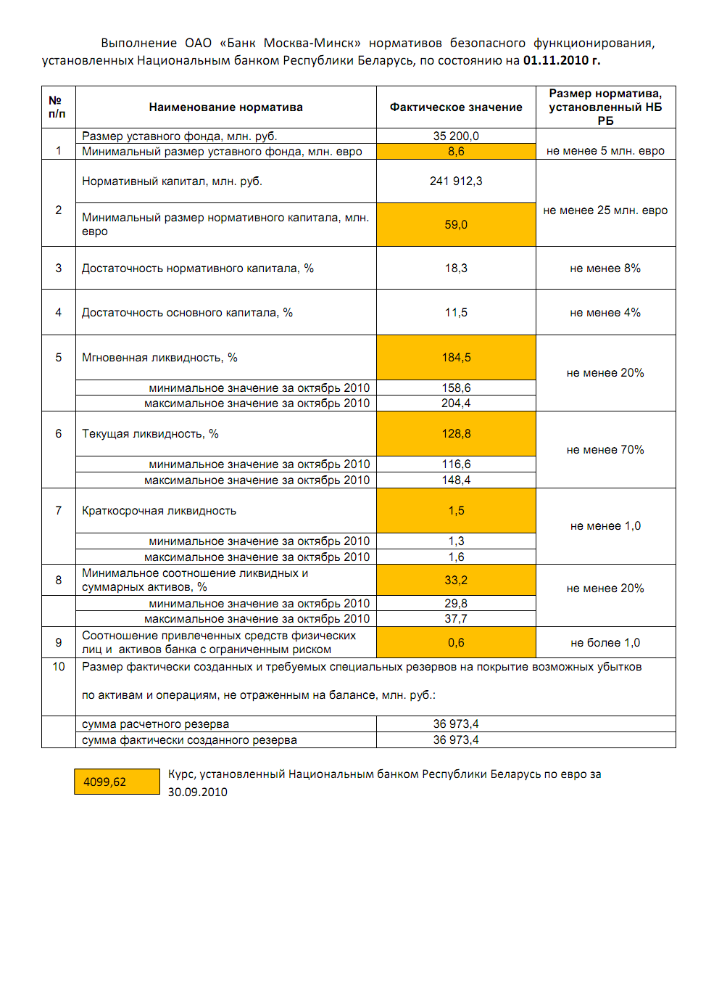 Выполнение ОАО «Банк Москва-Минск» нормативов безопасного функционирования,
установленных Национальным банком Республики Беларусь, по состоянию на 01.11.2010 г.
№ п/п
Наименование норматива
Фактическое значение
Размер норматива,
установленный НБ
РБ
Размер уставного фонда, млн. руб. 35 200,0
1 Минимальный размер уставного фонда, млн. евро 8,6 не менее 5 млн. евро
Нормативный капитал, млн. руб. 241 912,3
2 не менее 25 млн. евро
Минимальный размер нормативного капитала, млн.
евро 59,0
3 Достаточность нормативного капитала, % 18,3 не менее 8%
4 Достаточность основного капитала, % 11,5 не менее 4%
5 Мгновенная ликвидность, % 184,5
не менее 20%
минимальное значение за октябрь 2010 158,6
максимальное значение за октябрь 2010 204,4
6 Текущая ликвидность, % 128,8
не менее 70%
минимальное значение за октябрь 2010 116,6
максимальное значение за октябрь 2010 148,4
7 Краткосрочная ликвидность 1,5
не менее 1,0
минимальное значение за октябрь 2010 1,3
максимальное значение за октябрь 2010 1,6
8 Минимальное соотношение ликвидных и
суммарных активов, % 33,2
не менее 20%
минимальное значение за октябрь 2010 29,8
максимальное значение за октябрь 2010 37,7
9 Соотношение привлеченных средств физических
лиц и  активов банка с ограниченным риском 0,6 не более 1,0
10 Размер фактически созданных и требуемых специальных резервов на покрытие возможных убытков
по активам и операциям, не отраженным на балансе, млн. руб.:
сумма расчетного резерва 36 973,4
сумма фактически созданного резерва 36 973,4
4099,62
Курс, установленный Национальным банком Республики Беларусь по евро за
30.09.2010